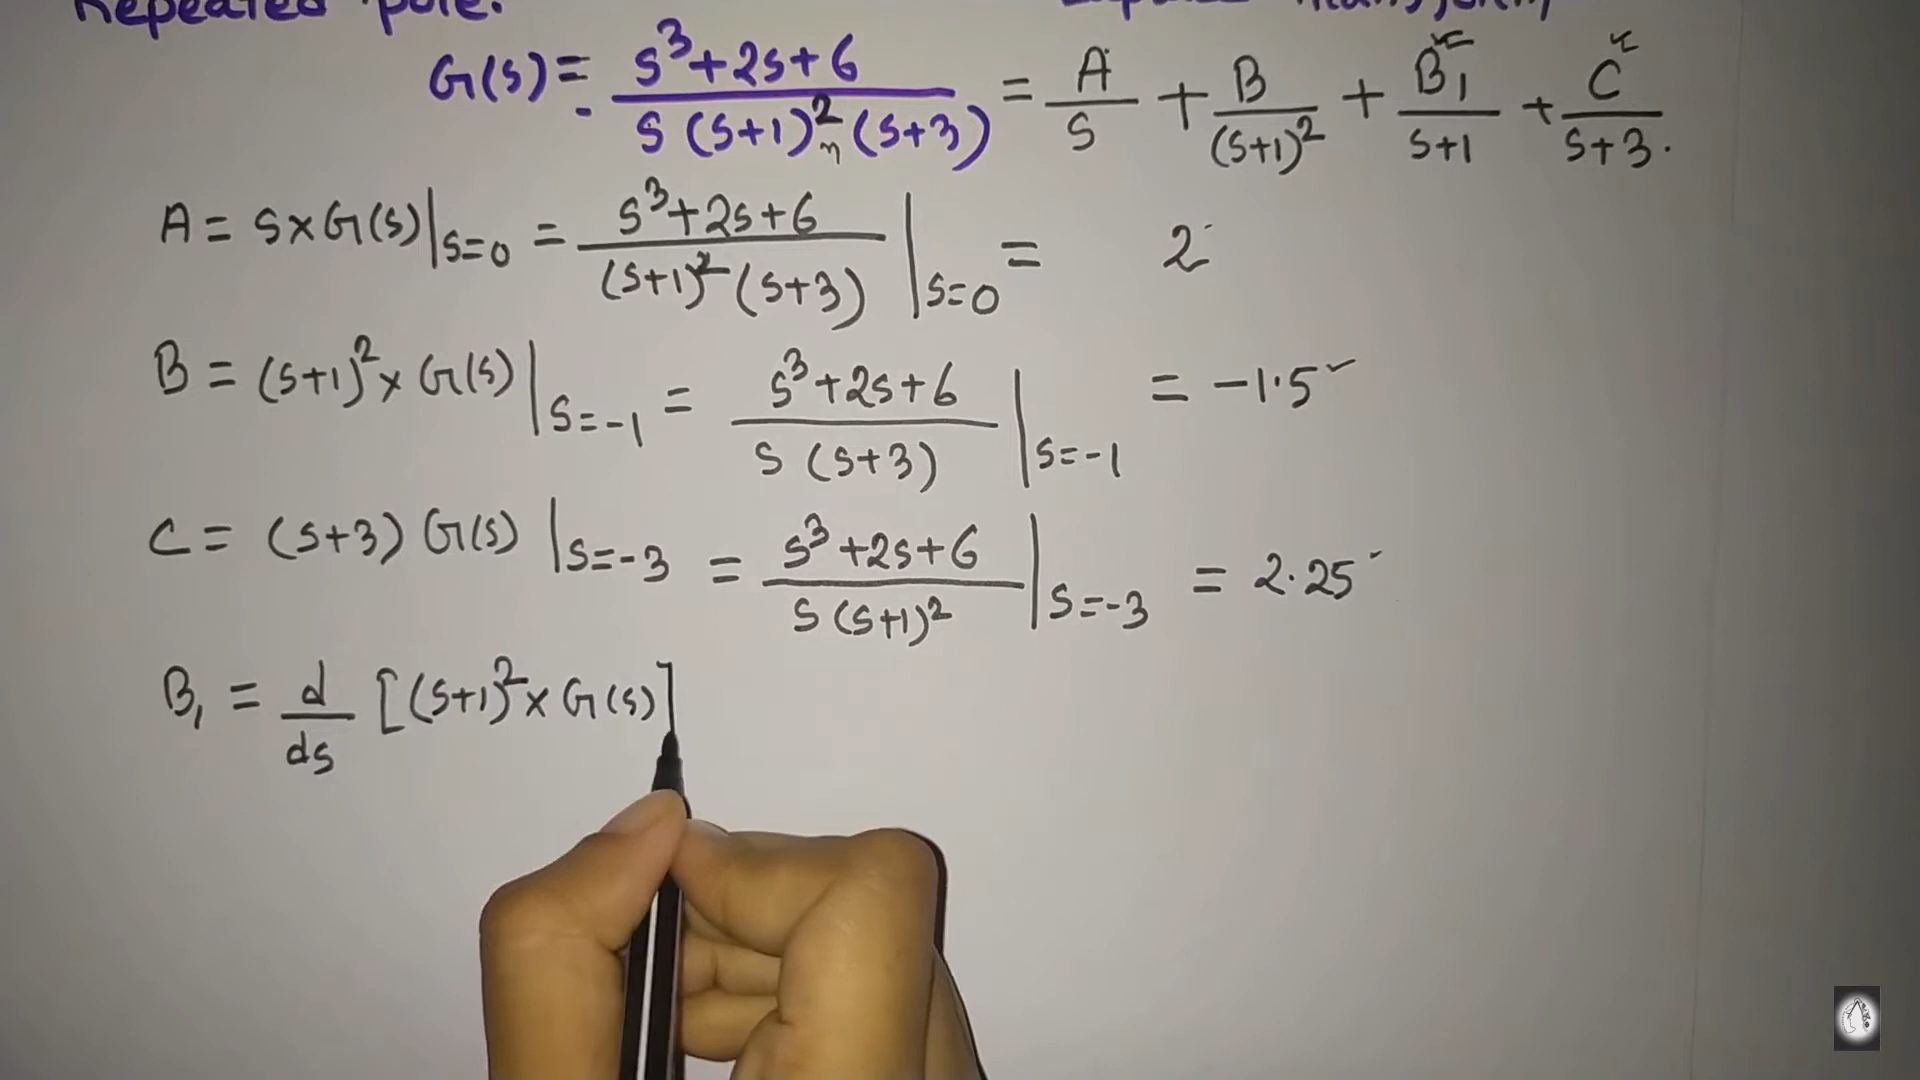 Repeated pole.
G(s) = s³+2s+6 / s(s+1)²(s+3) = A/s + B/(s+1)² + B₁/s+1 + C/s+3.
A = s×G(s)|s=0 = s³+2s+6 / (s+1)²(s+3) |s=0 = 2
B = (s+1)²× G(s)|s=-1 = s³+2s+6 / s(s+3) |s=-1 = -1.5
C = (s+3) G(s)|s=-3 = s³+2s+6 / s(s+1)² |s=-3 = 2.25
B₁ = d/ds [(s+1)²× G(s)]